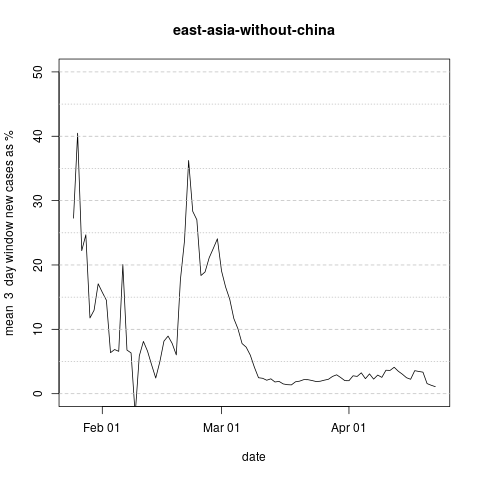 east-asia-without-china
mean 3 day window new cases as %
50
40
30
20
10
0
Feb 01
Mar 01
Apr 01
date